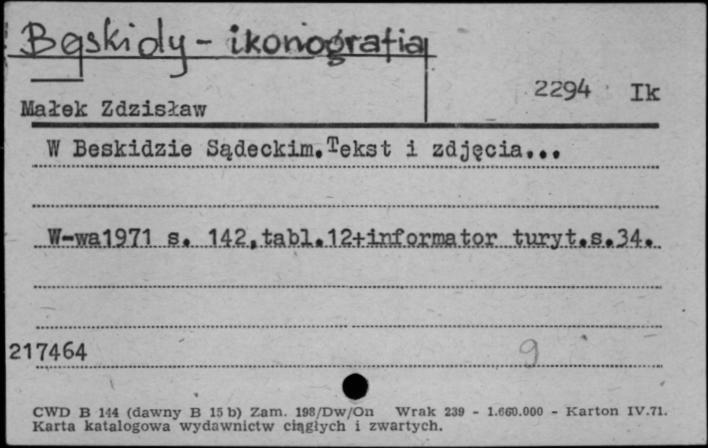 Beskidy - ikonografia
2294 Ik
Małek Zdzisław
W Beskidzie Sądeckim.Tekst i zdjęcia...
W-wa1971 s. 142,tabl.12+informator turyt.s.34.
217464 9
CWD B 144 (dawny B 15 b) Zam. 198/Dw/On Wrak 239 - 1.660.000 - Karton IV.71.
Karta katalogowa wydawnictw ciągłych i zwartych.